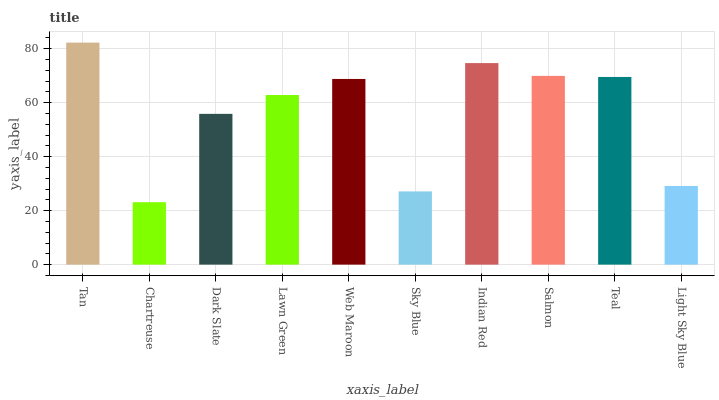 title
yaxis_label
80
60
40
20
0
Tan
Chartreuse
Dark Slate
Lawn Green
Web Maroon
Sky Blue
Indian Red
Salmon
Teal
Light Sky Blue
xaxis_label